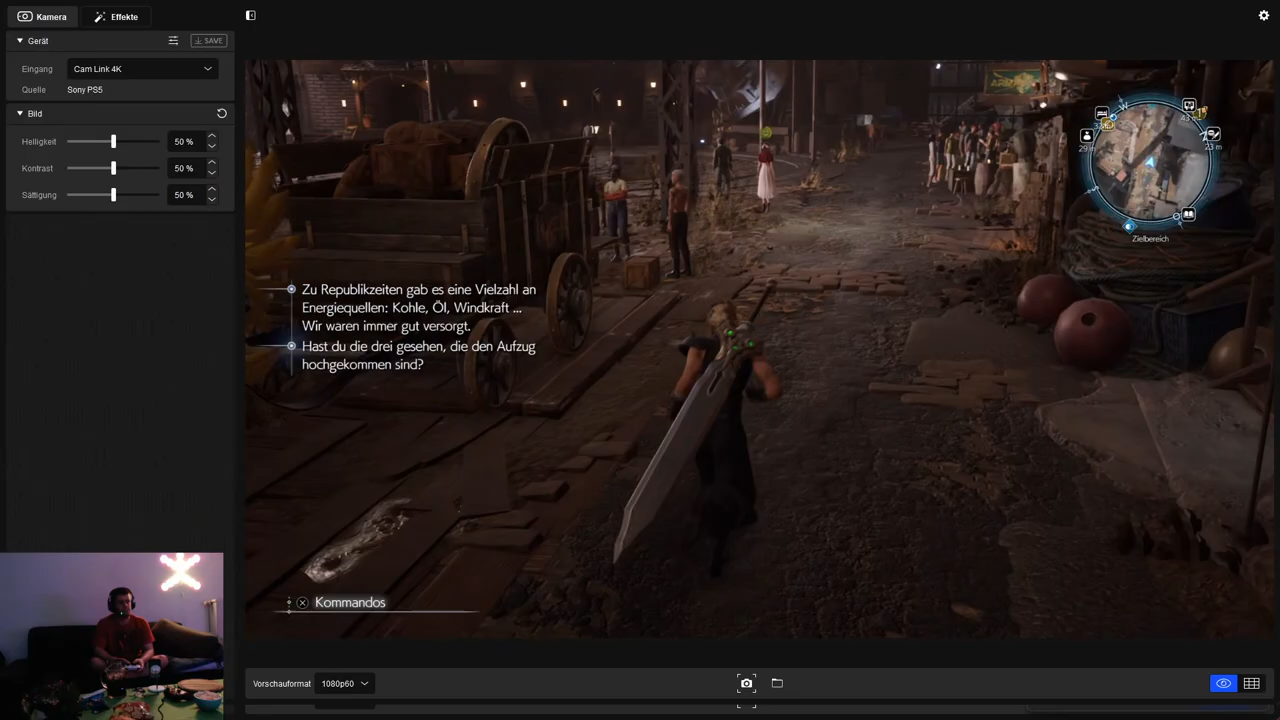 Kamera
Effekte
Gerät
SAVE
Eingang
Cam Link 4K
Quelle
Sony PS5
Bild
Helligkeit
50 %
Kontrast
50 %
Sättigung
50 %
29 m
23 m
Zielbereich
Zu Republikzeiten gab es eine Vielzahl an
Energiequellen: Kohle, Öl, Windkraft ...
Wir waren immer gut versorgt.
Hast du die drei gesehen, die den Aufzug
hochgekommen sind?
Kommandos
Vorschauformat
1080p60